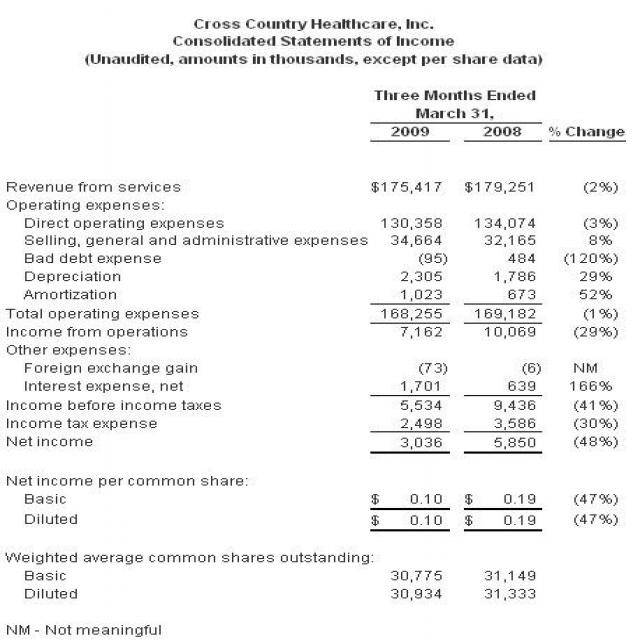 Cross Country Healthcare, Inc.
Consolidated Statements of Income
(Unaudited, amounts in thousands, except per share data)
Three Months Ended
March 31,
2009 2008 % Change
Revenue from services $175,417 $179,251 (2%)
Operating expenses:
Direct operating expenses 130,358 134,074 (3%)
Selling, general and administrative expenses 34,664 32,165 8%
Bad debt expense (95) 484 (120%)
Depreciation 2,305 1,786 29%
Amortization 1,023 673 52%
Total operating expenses 168,255 169,182 (1%)
Income from operations 7,162 10,069 (29%)
Other expenses:
Foreign exchange gain (73) (6) NM
Interest expense, net 1,701 639 166%
Income before income taxes 5,534 9,436 (41%)
Income tax expense 2,498 3,586 (30%)
Net income 3,036 5,850 (48%)
Net income per common share:
Basic $ 0.10 $ 0.19 (47%)
Diluted $ 0.10 $ 0.19 (47%)
Weighted average common shares outstanding:
Basic 30,775 31,149
Diluted 30,934 31,333
NM - Not meaningful